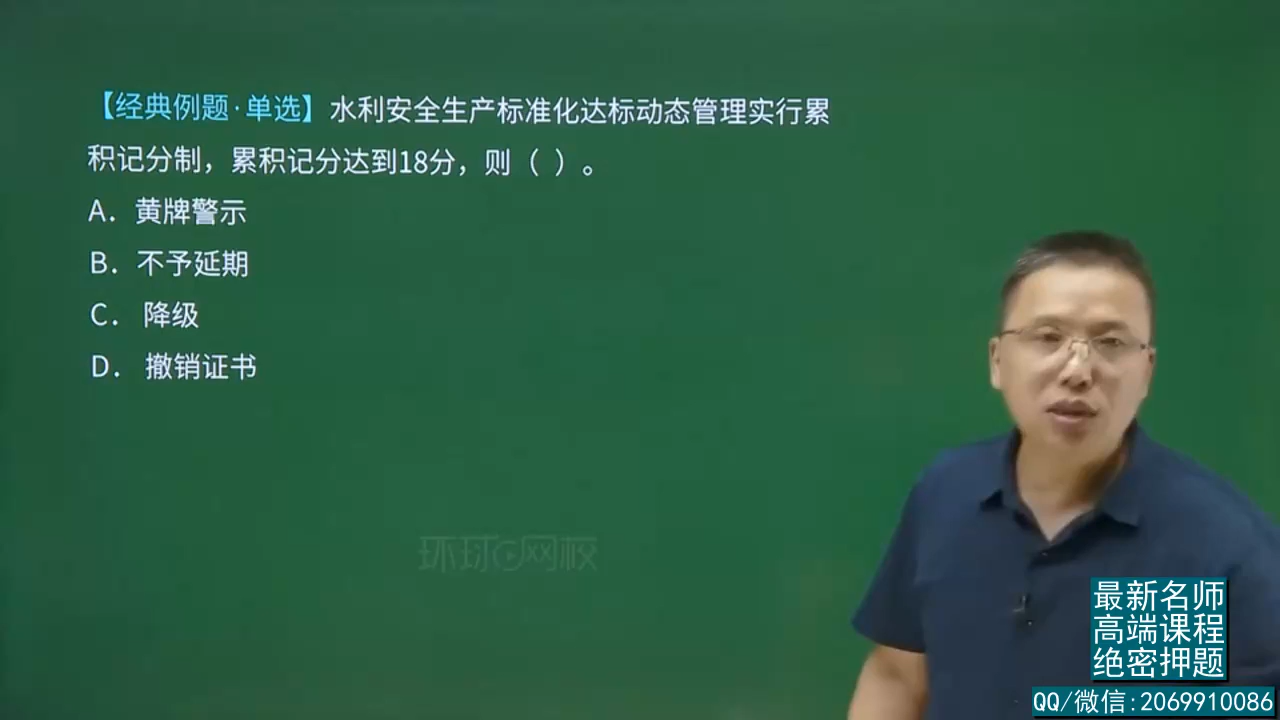 【经典例题·单选】水利安全生产标准化达标动态管理实行累
积记分制，累积记分达到18分，则（ ）。
A．黄牌警示
B．不予延期
C． 降级
D． 撤销证书
环球网校
最新名师
高端课程
绝密押题
QQ/微信:2069910086